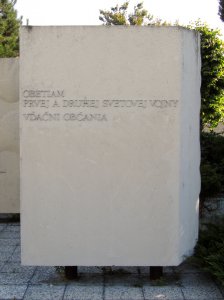 OBETIAM
PRVEJ A DRUHEJ SVETOVEJ VOJNY
VĎAČNÍ OBČANIA